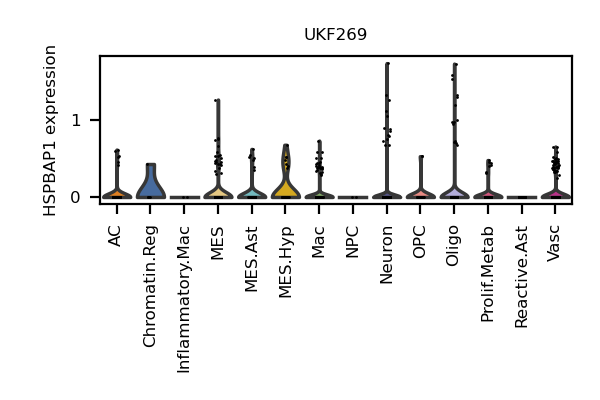 UKF269
HSPBAP1 expression
1
0
AC
Chromatin.Reg
Inflammatory.Mac
MES
MES.Ast
MES.Hyp
Mac
NPC
Neuron
OPC
Oligo
Prolif.Metab
Reactive.Ast
Vasc